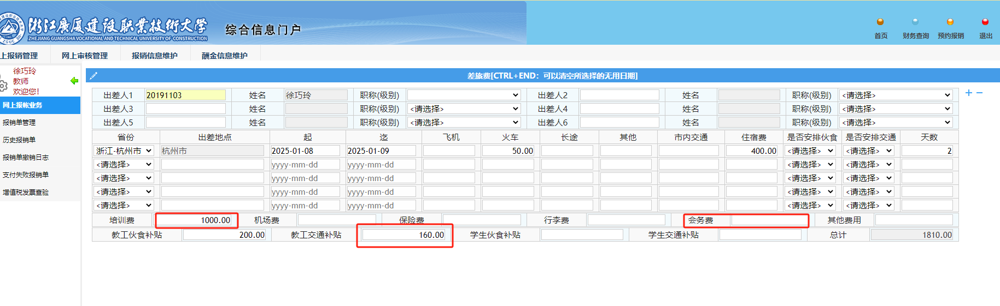 浙江廣厦建設职業技術大学
ZHEJIANG GUANGSHA VOCATIONAL AND TECHNICAL UNIVERSITY OF CONSTRUCTION
综合信息门户
首页 财务查询 预约报销 退出
上报销管理 网上审核管理 报销信息维护 酬金信息维护
徐巧玲
教师
欢迎您!
网上报帐业务
报销单管理
历史报销单
报销单撤销日志
支付失败报销单
增值税发票查验
差旅费[CTRL+END：可以清空所选择的无用日期]
出差人1 20191103 姓名 徐巧玲 职称(级别) 出差人2 姓名 职称(级别) <请选择>
出差人3 姓名 职称(级别) <请选择> 出差人4 姓名 职称(级别) <请选择>
出差人5 姓名 职称(级别) <请选择> 出差人6 姓名 职称(级别) <请选择>
省份 出差地点 起 迄 飞机 火车 长途 其他 市内交通 住宿费 是否安排伙食 是否安排交通 天数
浙江-杭州市 杭州市 2025-01-08 2025-01-09 50.00 400.00 <请选择> <请选择> 2
<请选择> yyyy-mm-dd yyyy-mm-dd <请选择> <请选择>
<请选择> yyyy-mm-dd yyyy-mm-dd <请选择> <请选择>
<请选择> yyyy-mm-dd yyyy-mm-dd <请选择> <请选择>
<请选择> yyyy-mm-dd yyyy-mm-dd <请选择> <请选择>
培训费 1000.00 机场费 保险费 行李费 会务费 其他费用
教工伙食补贴 200.00 教工交通补贴 160.00 学生伙食补贴 学生交通补贴 总计 1810.00